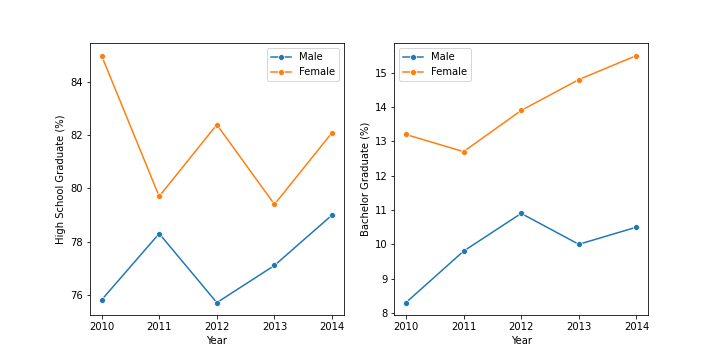 Male
Female
84
82
80
78
76
High School Graduate (%)
2010
2011
2012
2013
2014
Year
Male
Female
15
14
13
12
11
10
9
8
Bachelor Graduate (%)
2010
2011
2012
2013
2014
Year